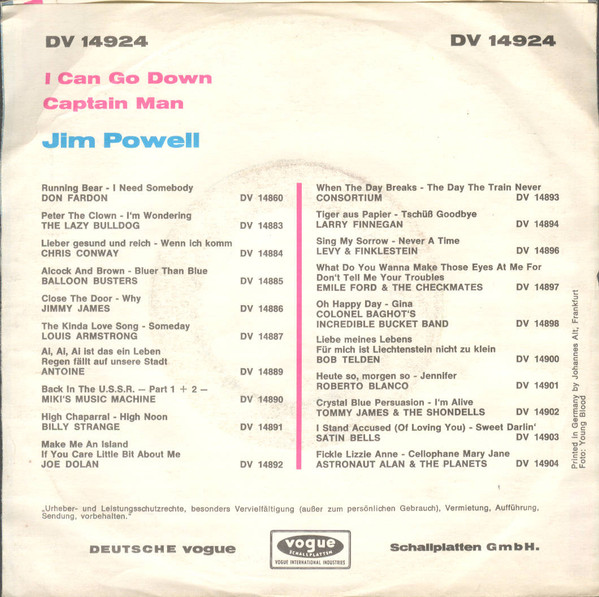 DV 14924
DV 14924
I Can Go Down
Captain Man
Jim Powell
Running Bear - I Need Somebody
DON FARDON DV 14860
Peter The Clown - I'm Wondering
THE LAZY BULLDOG DV 14883
Lieber gesund und reich - Wenn ich komm
CHRIS CONWAY DV 14884
Alcock And Brown - Bluer Than Blue
BALLOON BUSTERS DV 14885
Close The Door - Why
JIMMY JAMES DV 14886
The Kinda Love Song - Someday
LOUIS ARMSTRONG DV 14887
Ai, Ai, Ai ist das ein Leben
Regen fällt auf unsere Stadt
ANTOINE DV 14889
Back In The U.S.S.R. — Part 1 + 2 —
MIKI'S MUSIC MACHINE DV 14890
High Chaparral - High Noon
BILLY STRANGE DV 14891
Make Me An Island
If You Care Little Bit About Me
JOE DOLAN DV 14892
When The Day Breaks - The Day The Train Never
CONSORTIUM DV 14893
Tiger aus Papier - Tschüß Goodbye
LARRY FINNEGAN DV 14894
Sing My Sorrow - Never A Time
LEVY & FINKLESTEIN DV 14896
What Do You Wanna Make Those Eyes At Me For
Don't Tell Me Your Troubles
EMILE FORD & THE CHECKMATES DV 14897
Oh Happy Day - Gina
COLONEL BAGHOT'S
INCREDIBLE BUCKET BAND DV 14898
Liebe meines Lebens
Für mich ist Liechtenstein nicht zu klein
BOB TELDEN DV 14900
Heute so, morgen so - Jennifer
ROBERTO BLANCO DV 14901
Crystal Blue Persuasion - I'm Alive
TOMMY JAMES & THE SHONDELLS DV 14902
I Stand Accused (Of Loving You) - Sweet Darlin'
SATIN BELLS DV 14903
Fickle Lizzie Anne - Cellophane Mary Jane
ASTRONAUT ALAN & THE PLANETS DV 14904
Printed In Germany by Johannes Alt, Frankfurt
Foto: Young Blood
„Urheber- und Leistungsschutzrechte, besonders Vervielfältigung (außer zum persönlichen Gebrauch), Vermietung, Aufführung,
Sendung, vorbehalten."
DEUTSCHE vogue
vogue
SCHALLPLATTEN
VOGUE INTERNATIONAL INDUSTRIES
Schallplatten GmbH.